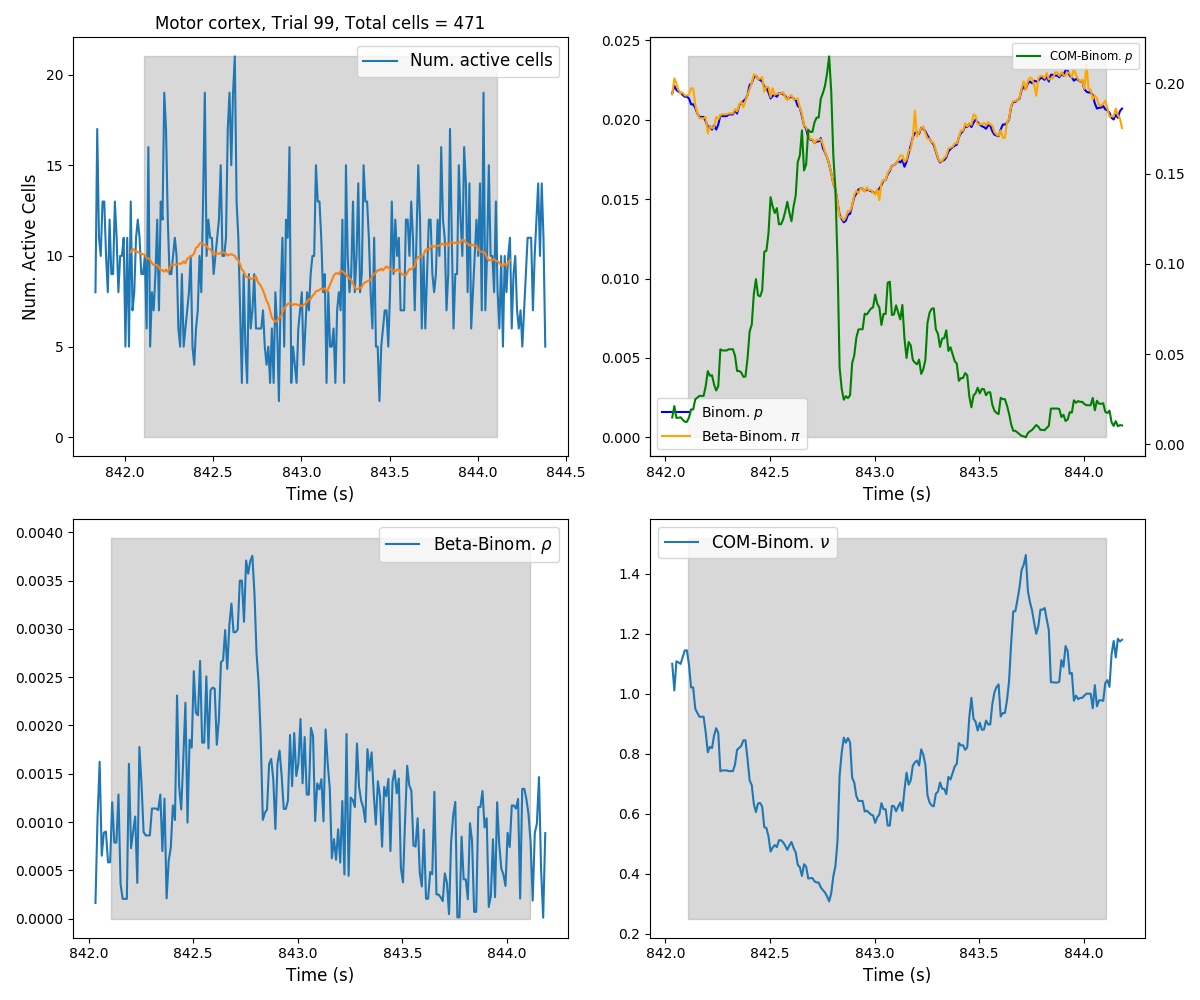 Motor cortex, Trial 99, Total cells = 471
Num. active cells
Num. Active Cells
20
15
10
5
0
842.0 842.5 843.0 843.5 844.0 844.5
Time (s)
COM-Binom. p
Binom. p
Beta-Binom. π
0.025
0.020
0.015
0.010
0.005
0.000
0.20
0.15
0.10
0.05
0.00
842.0 842.5 843.0 843.5 844.0
Time (s)
Beta-Binom. ρ
0.0040
0.0035
0.0030
0.0025
0.0020
0.0015
0.0010
0.0005
0.0000
842.0 842.5 843.0 843.5 844.0
Time (s)
COM-Binom. ν
1.4
1.2
1.0
0.8
0.6
0.4
0.2
842.0 842.5 843.0 843.5 844.0
Time (s)